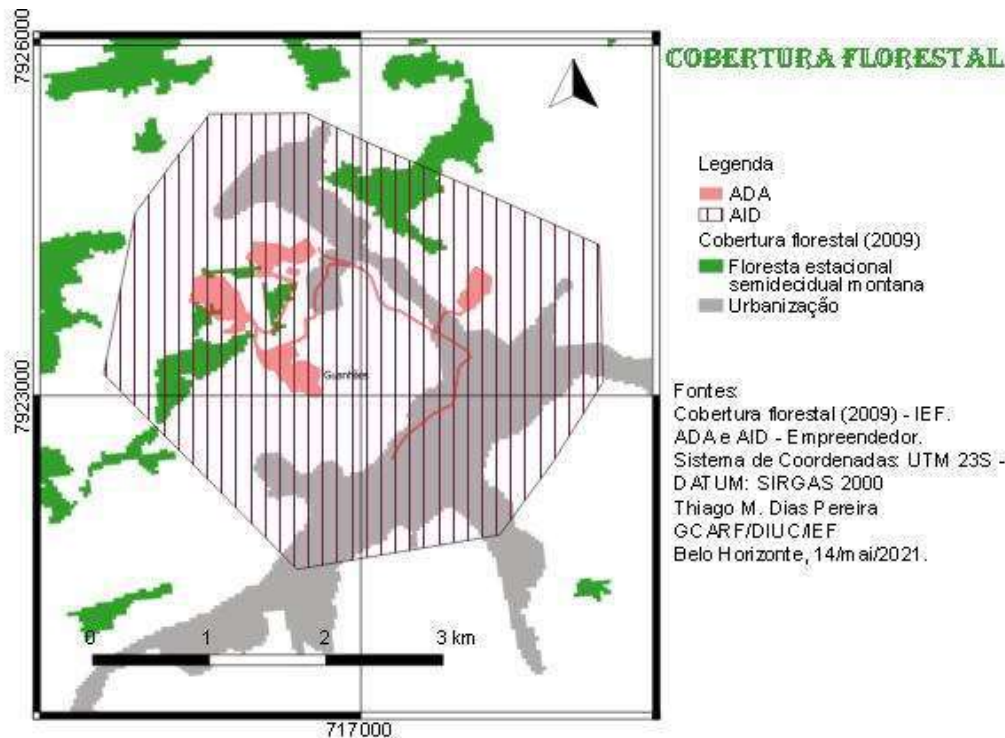 COBERTURA FLORESTAL
7926000
7923000
717000
Guanhães
0 1 2 3 km
Legenda
ADA
AID
Cobertura florestal (2009)
Floresta estacional
semidecidual montana
Urbanização
Fontes:
Cobertura florestal (2009) - IEF.
ADA e AID - Empreendedor.
Sistema de Coordenadas: UTM 23S -
DATUM: SIRGAS 2000
Thiago M. Dias Pereira
GCARF/DIUC/IEF
Belo Horizonte, 14/mai/2021.